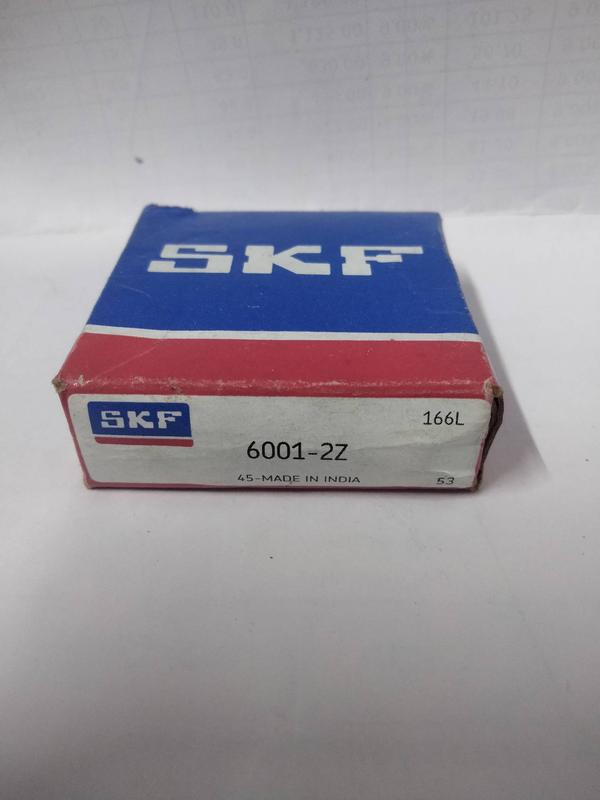 SKF
SKF
166L
6001-2Z
45-MADE IN INDIA
53